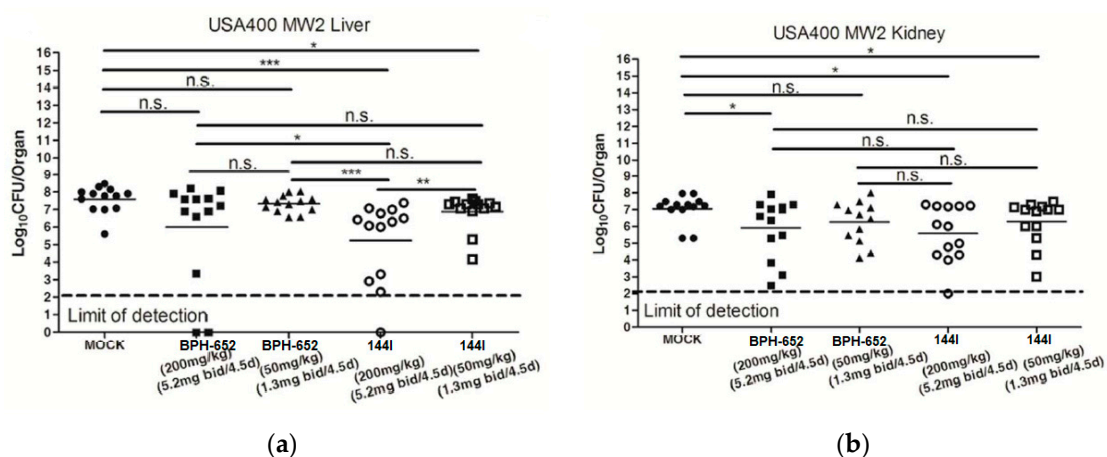 USA400 MW2 Liver
16
15
14
13
12
11
10
9
8
7
6
5
4
3
2
1
0
Log10CFU/Organ
*
***
n.s.
n.s.
n.s.
*
n.s.
n.s.
***
**
Limit of detection
MOCK
BPH-652
(200mg/kg)
(5.2mg bid/4.5d)
BPH-652
(50mg/kg)
(1.3mg bid/4.5d)
144I
(200mg/kg)
(5.2mg bid/4.5d)
144I
(50mg/kg)
(1.3mg bid/4.5d)
(a)
USA400 MW2 Kidney
16
15
14
13
12
11
10
9
8
7
6
5
4
3
2
1
0
Log10CFU/Organ
*
*
n.s.
*
n.s.
n.s.
n.s.
n.s.
Limit of detection
MOCK
BPH-652
(200mg/kg)
(5.2mg bid/4.5d)
BPH-652
(50mg/kg)
(1.3mg bid/4.5d)
144I
(200mg/kg)
(5.2mg bid/4.5d)
144I
(50mg/kg)
(1.3mg bid/4.5d)
(b)